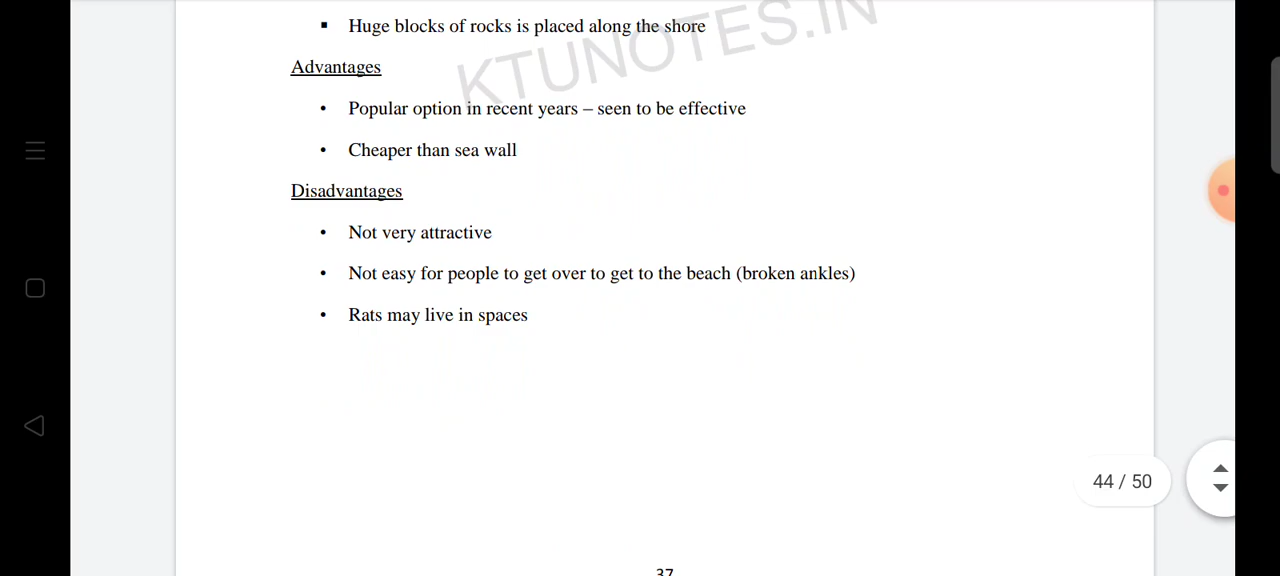 ▪ Huge blocks of rocks is placed along the shore
KTUNOTES.IN
Advantages
• Popular option in recent years – seen to be effective
• Cheaper than sea wall
Disadvantages
• Not very attractive
• Not easy for people to get over to get to the beach (broken ankles)
• Rats may live in spaces
44 / 50
37